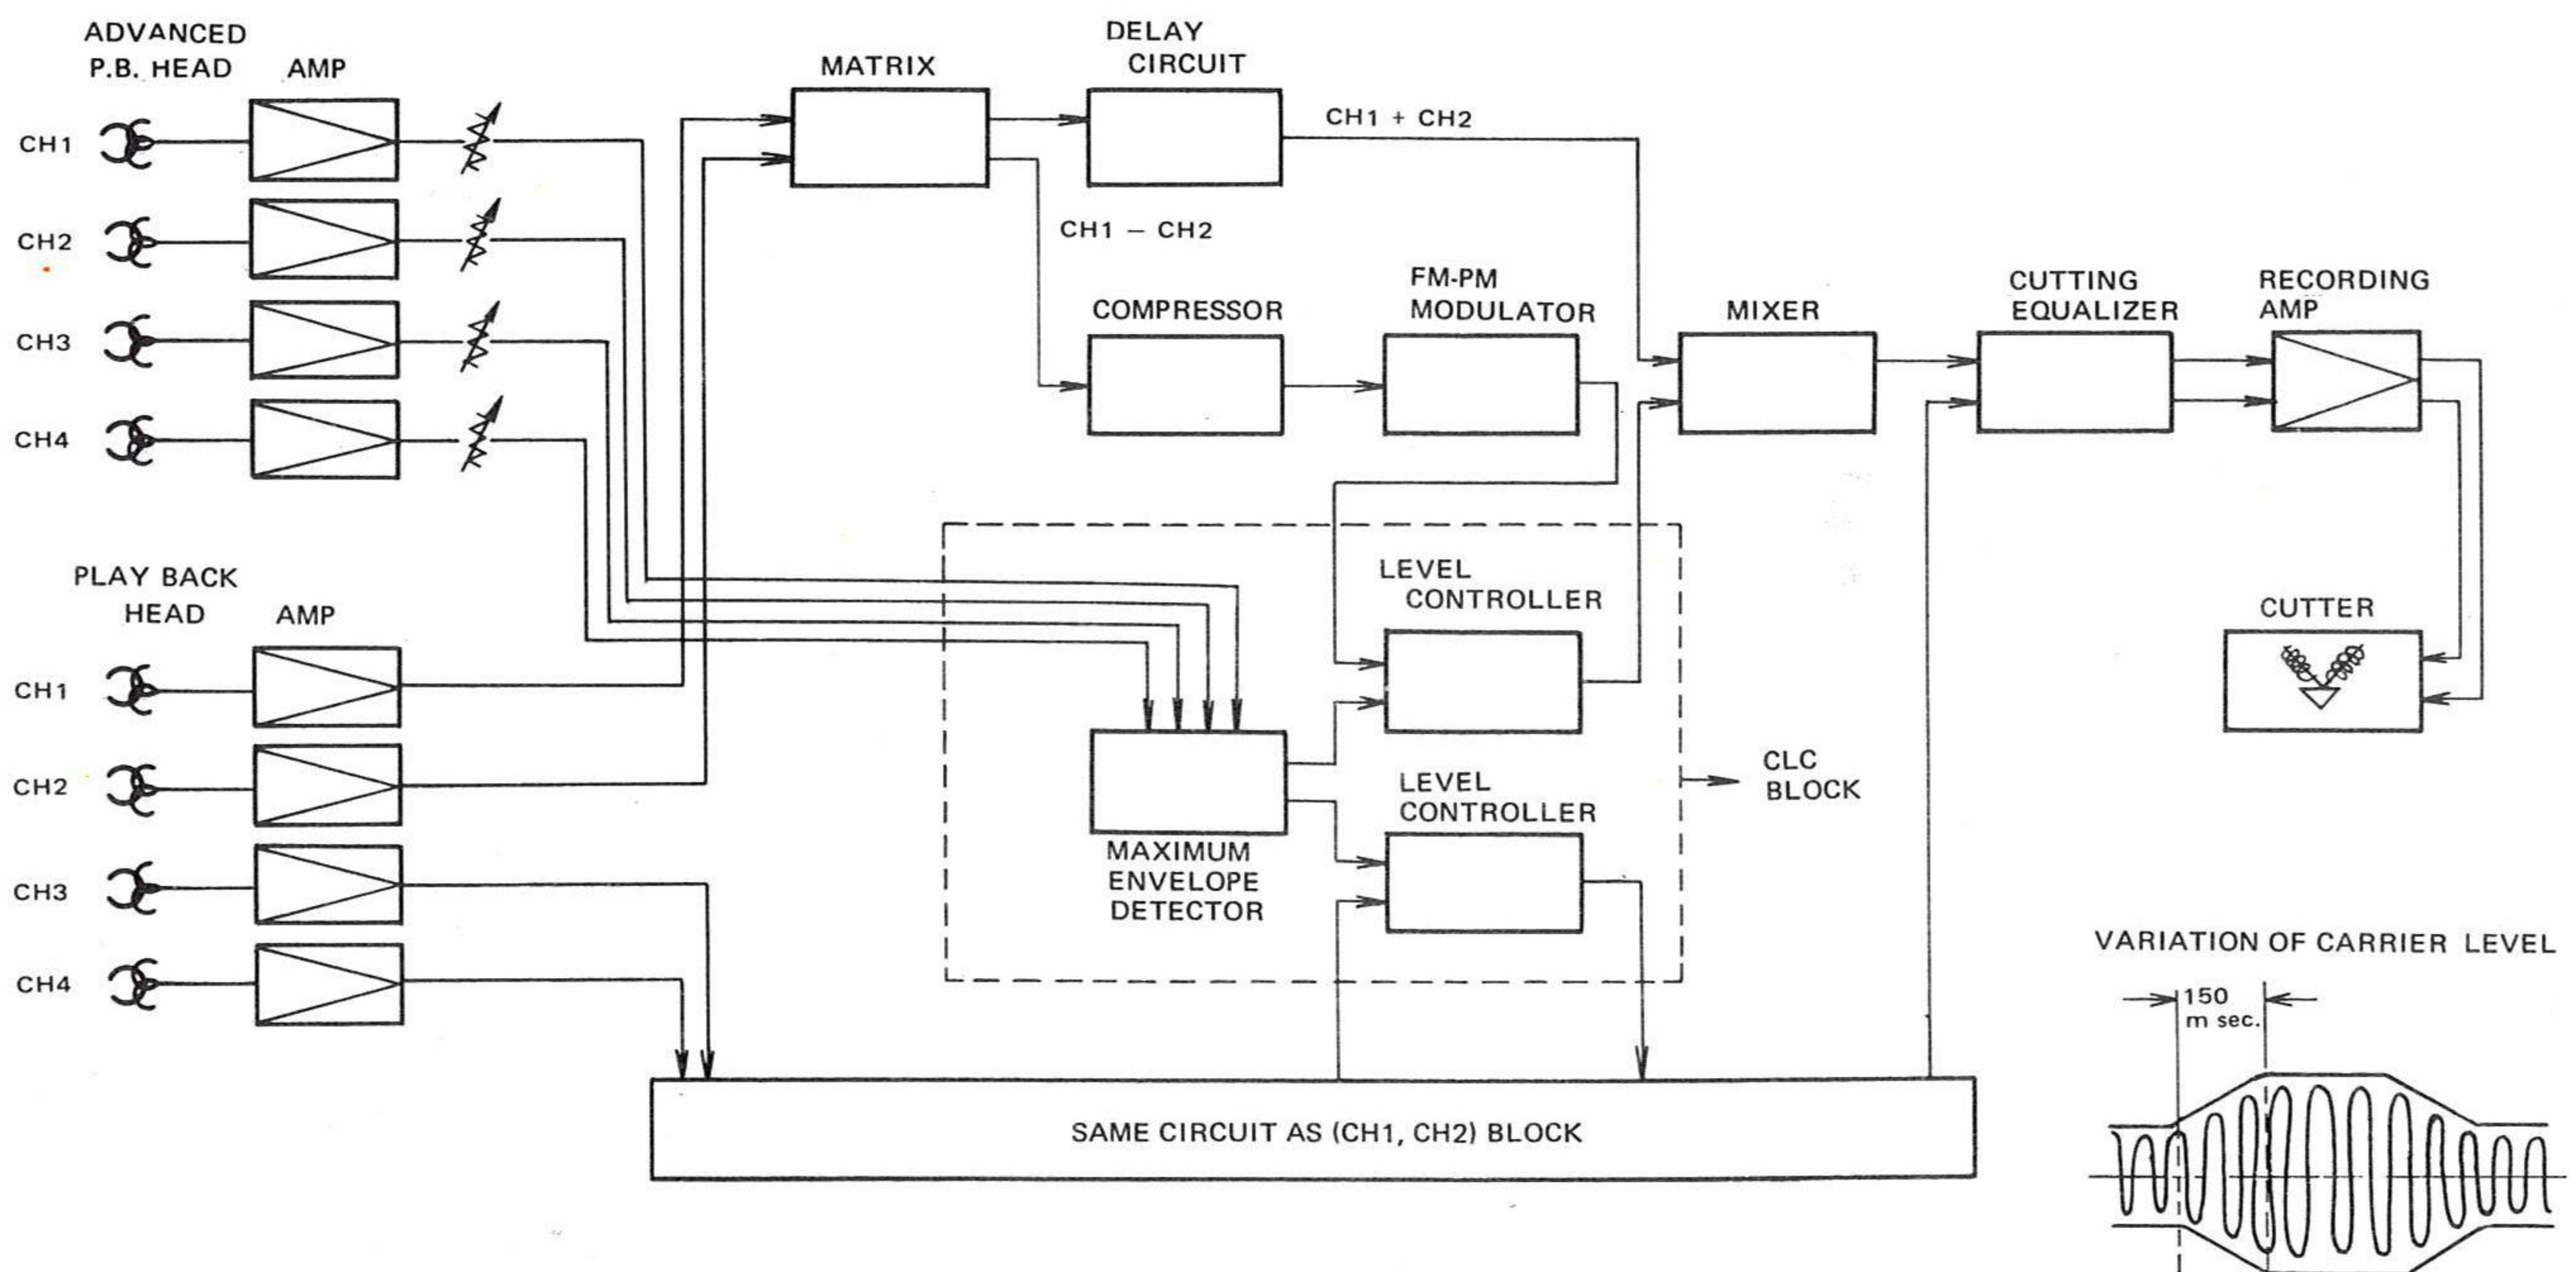 ADVANCED
P.B. HEAD
AMP
CH1
CH2
CH3
CH4
PLAY BACK
HEAD
AMP
CH1
CH2
CH3
CH4
MATRIX
DELAY
CIRCUIT
CH1 + CH2
CH1 – CH2
COMPRESSOR
FM-PM
MODULATOR
MIXER
CUTTING
EQUALIZER
RECORDING
AMP
CUTTER
LEVEL
CONTROLLER
LEVEL
CONTROLLER
MAXIMUM
ENVELOPE
DETECTOR
CLC
BLOCK
SAME CIRCUIT AS (CH1, CH2) BLOCK
VARIATION OF CARRIER LEVEL
150
m sec.